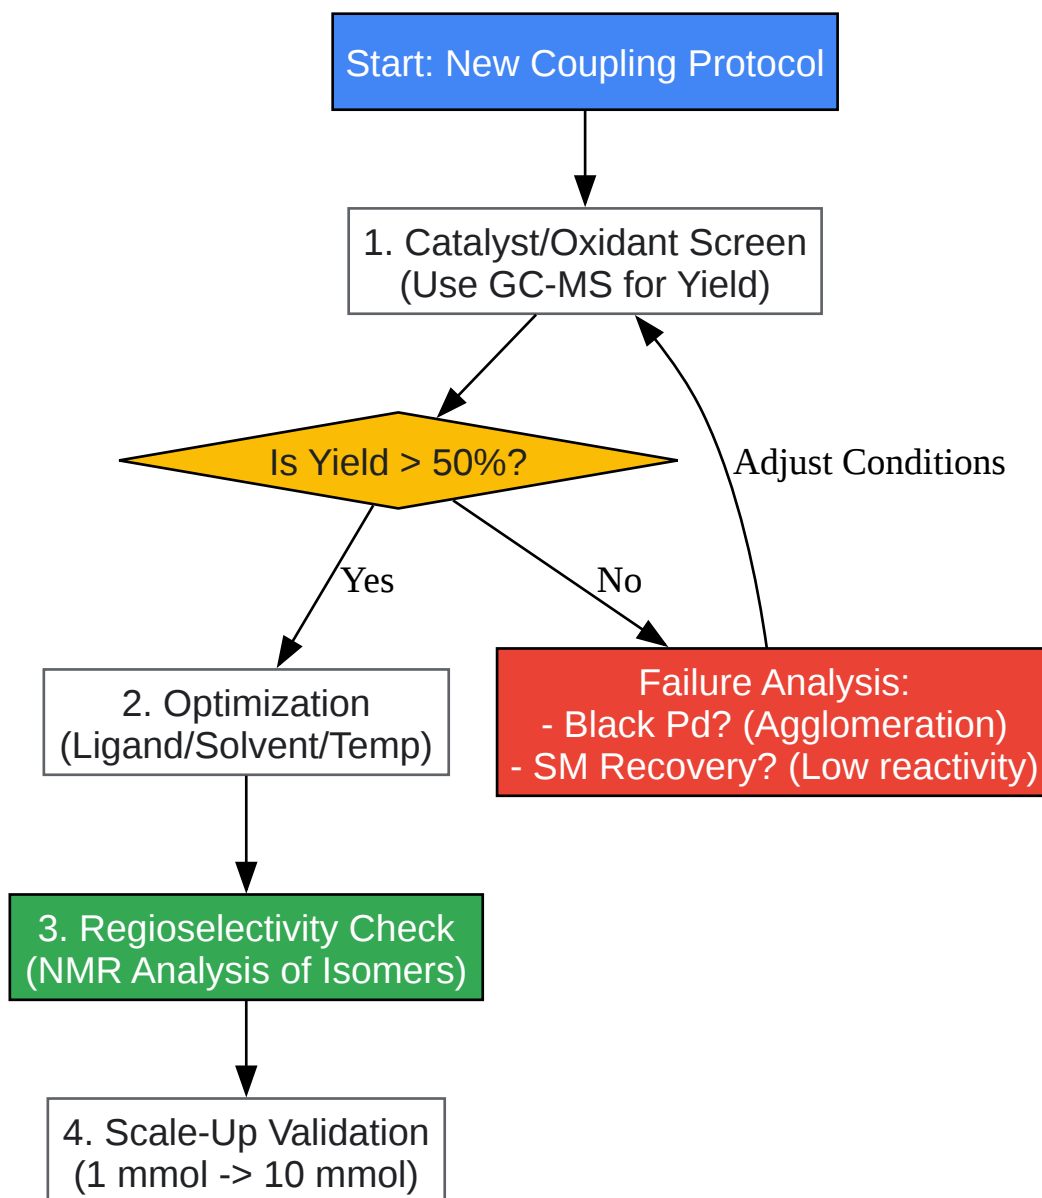 Start: New Coupling Protocol
1. Catalyst/Oxidant Screen
(Use GC-MS for Yield)
Is Yield > 50%?
Adjust Conditions
Yes
No
2. Optimization
(Ligand/Solvent/Temp)
Failure Analysis:
- Black Pd? (Agglomeration)
- SM Recovery? (Low reactivity)
3. Regioselectivity Check
(NMR Analysis of Isomers)
4. Scale-Up Validation
(1 mmol -> 10 mmol)